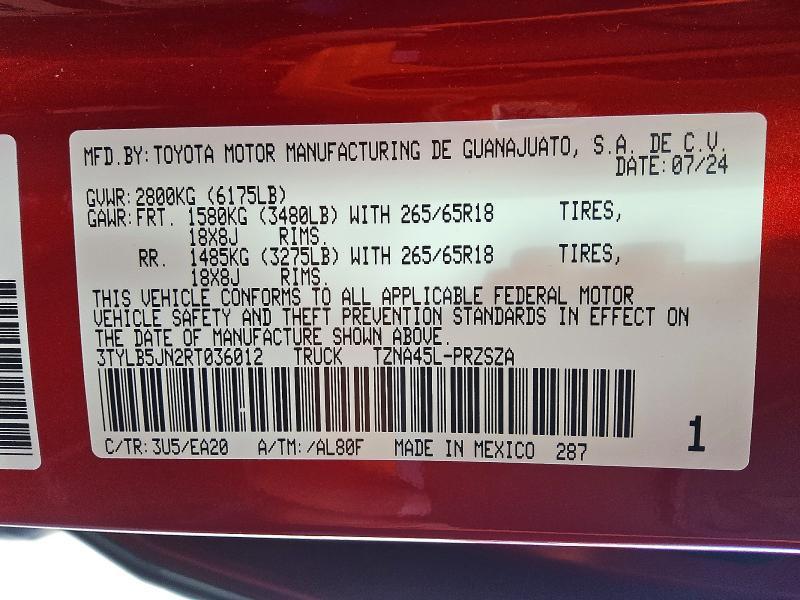 MFD.BY: TOYOTA MOTOR MANUFACTURING DE GUANAJUATO, S.A. DE C.V.
DATE: 07/24
GVWR: 2800KG (6175LB)
GAWR: FRT. 1580KG (3480LB) WITH 265/65R18 TIRES,
18X8J RIMS.
RR. 1485KG (3275LB) WITH 265/65R18 TIRES,
18X8J RIMS.
THIS VEHICLE CONFORMS TO ALL APPLICABLE FEDERAL MOTOR
VEHICLE SAFETY AND THEFT PREVENTION STANDARDS IN EFFECT ON
THE DATE OF MANUFACTURE SHOWN ABOVE.
3TYLB5JN2RT036012 TRUCK TZNA45L-PRZSZA
C/TR: 3U5/EA20 A/TM: /AL80F MADE IN MEXICO 287
1